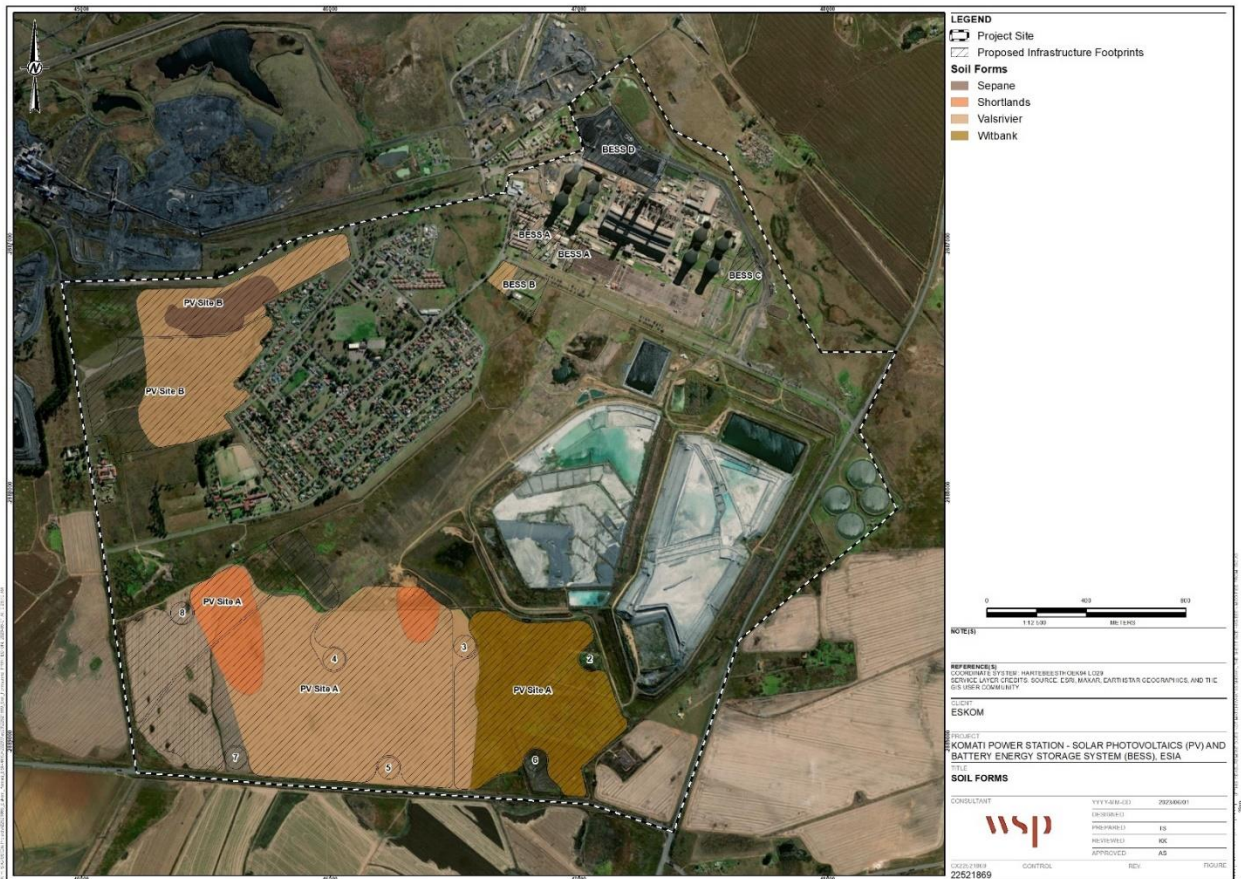 LEGEND
Project Site
Proposed Infrastructure Footprints
Soil Forms
Sepane
Shortlands
Valsrivier
Witbank
N
BESS D
BESS A
BESS A
BESS C
BESS B
PV Site B
PV Site B
PV Site A
8
3
4
2
PV Site A
PV Site A
7
5
6
0 400 800
METERS
NOTE(S)
REFERENCE(S)
COORDINATE SYSTEM: HARTEBEESTHOEK94 LO29
SERVICE LAYER CREDITS: SOURCE: ESRI, MAXAR, EARTHSTAR GEOGRAPHICS, AND THE
GIS USER COMMUNITY
CLIENT
ESKOM
PROJECT
KOMATI POWER STATION - SOLAR PHOTOVOLTAICS (PV) AND
BATTERY ENERGY STORAGE SYSTEM (BESS), ESIA
TITLE
SOIL FORMS
CONSULTANT
wsp
YYYY-MM-DD
DESIGNED
PREPARED
REVIEWED KK
APPROVED AS
CONTROL REV. FIGURE
22521869